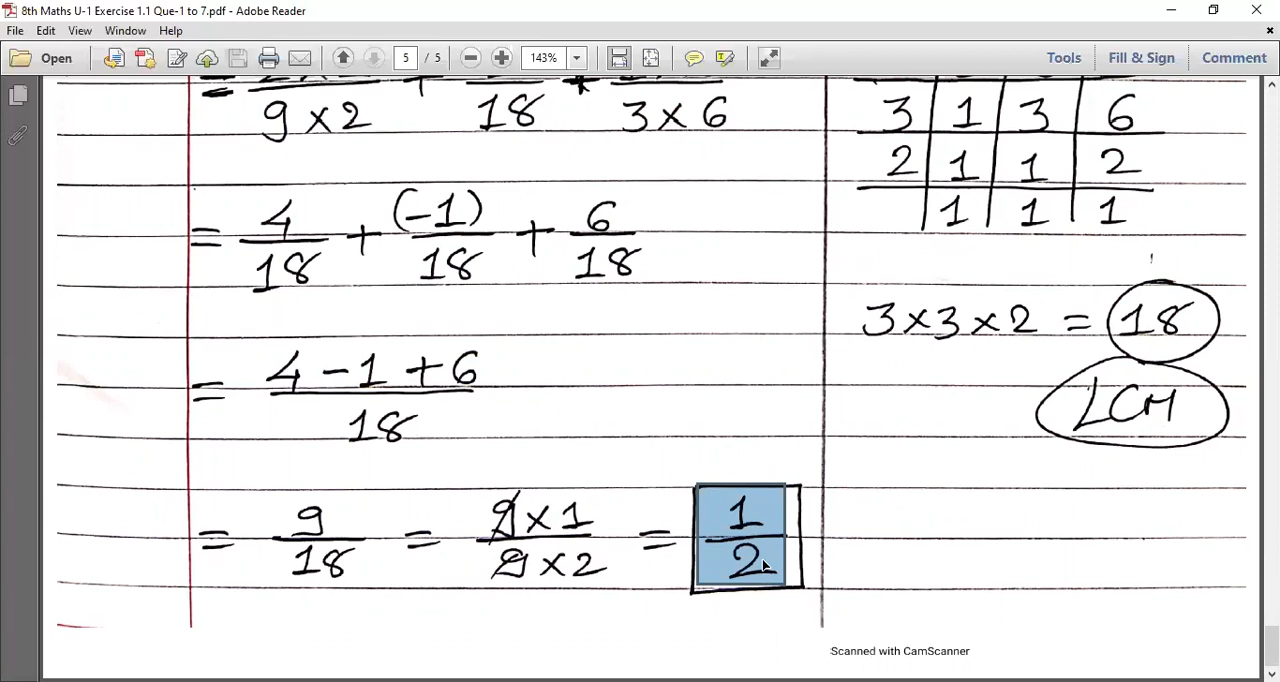 8th Maths U-1 Exercise 1.1 Que-1 to 7.pdf - Adobe Reader
File Edit View Window Help
Open 5 / 5 143% Tools Fill & Sign Comment
9 × 2 18 3 × 6
= 4/18 + (-1)/18 + 6/18
= 4 - 1 + 6 / 18
= 9/18 = 9 × 1 / 9 × 2 = 1/2
3 1 3 6
2 1 1 2
1 1 1
3 × 3 × 2 = 18
LCM
Scanned with CamScanner